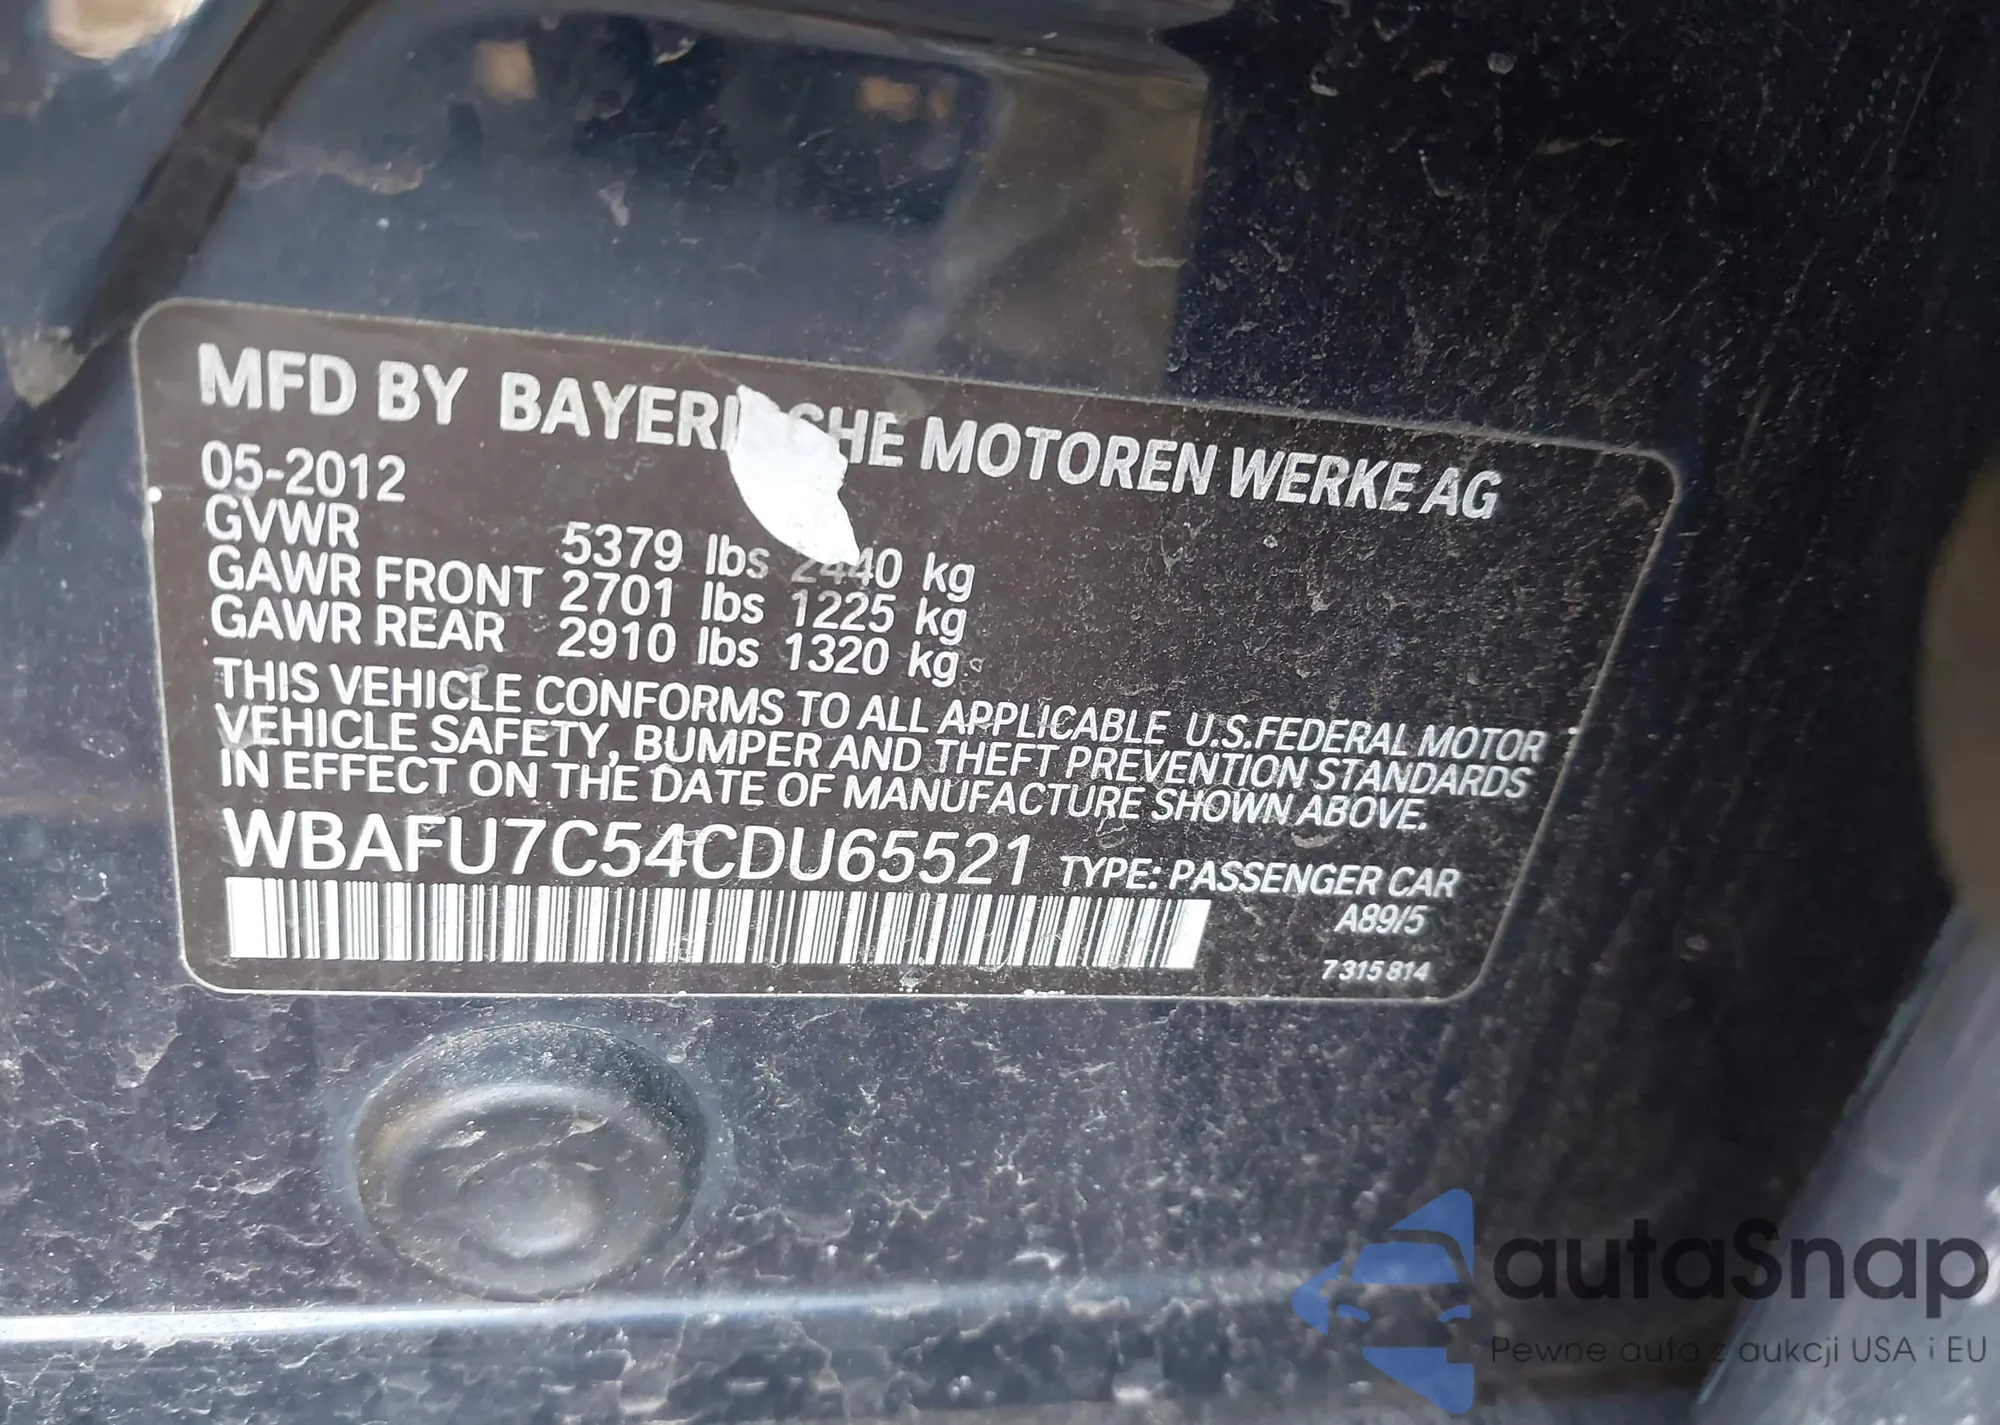 MFD BY BAYERISCHE MOTOREN WERKE AG
05-2012
GVWR 5379 lbs 2440 kg
GAWR FRONT 2701 lbs 1225 kg
GAWR REAR 2910 lbs 1320 kg
THIS VEHICLE CONFORMS TO ALL APPLICABLE U.S.FEDERAL MOTOR
VEHICLE SAFETY, BUMPER AND THEFT PREVENTION STANDARDS
IN EFFECT ON THE DATE OF MANUFACTURE SHOWN ABOVE.
WBAFU7C54CDU65521 TYPE: PASSENGER CAR
A89/5
7 315 814
autaSnap
Pewne auta z aukcji USA i EU